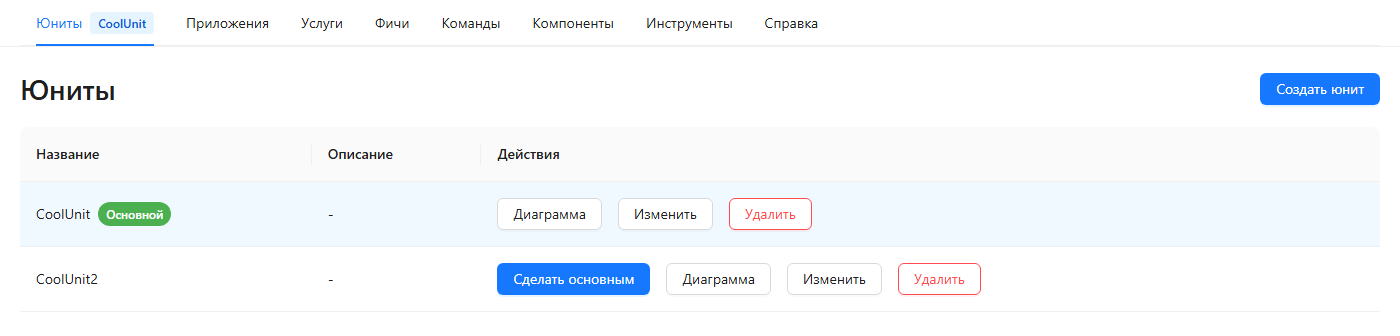 Юниты CoolUnit Приложения Услуги Фичи Команды Компоненты Инструменты Справка
Юниты Создать юнит
Название Описание Действия
CoolUnit Основной - Диаграмма Изменить Удалить
CoolUnit2 - Сделать основным Диаграмма Изменить Удалить